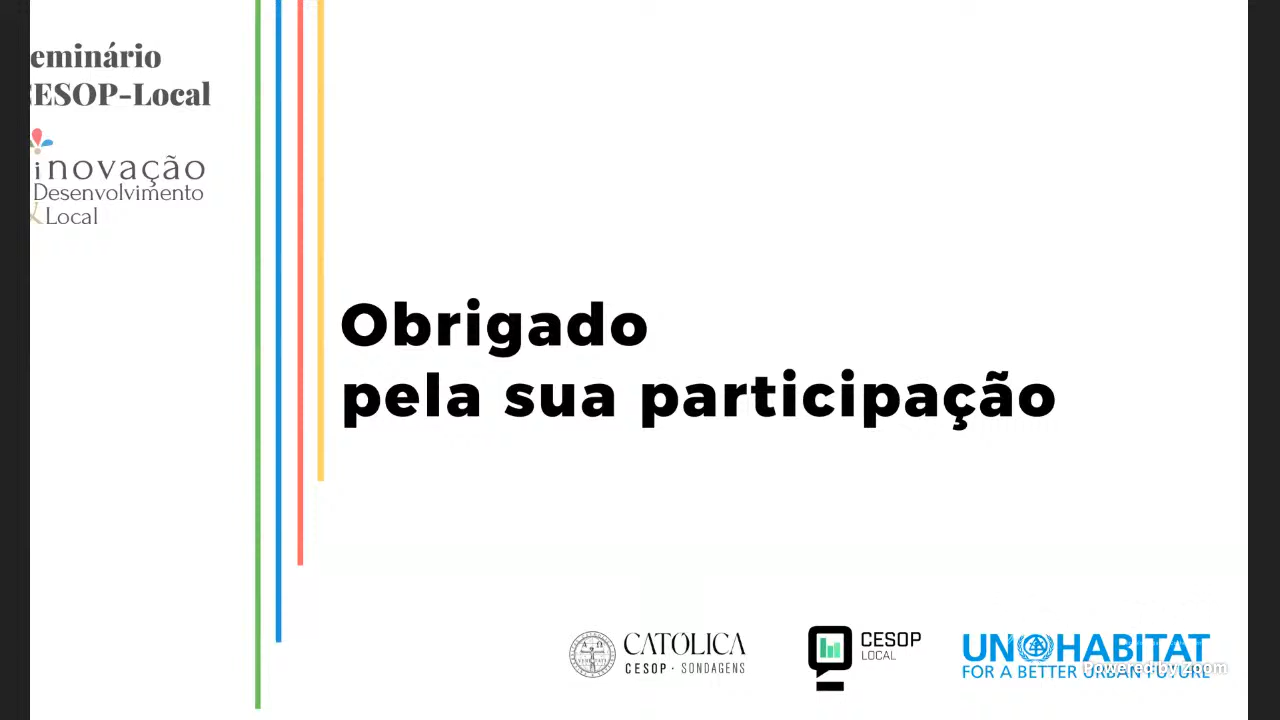 eminário
ESOP-Local
inovação
Desenvolvimento
& Local
Obrigado
pela sua participação
CATÓLICA
CESOP · SONDAGENS
CESOP
LOCAL
UN HABITAT
FOR A BETTER URBAN FUTURE
Powered by zoom